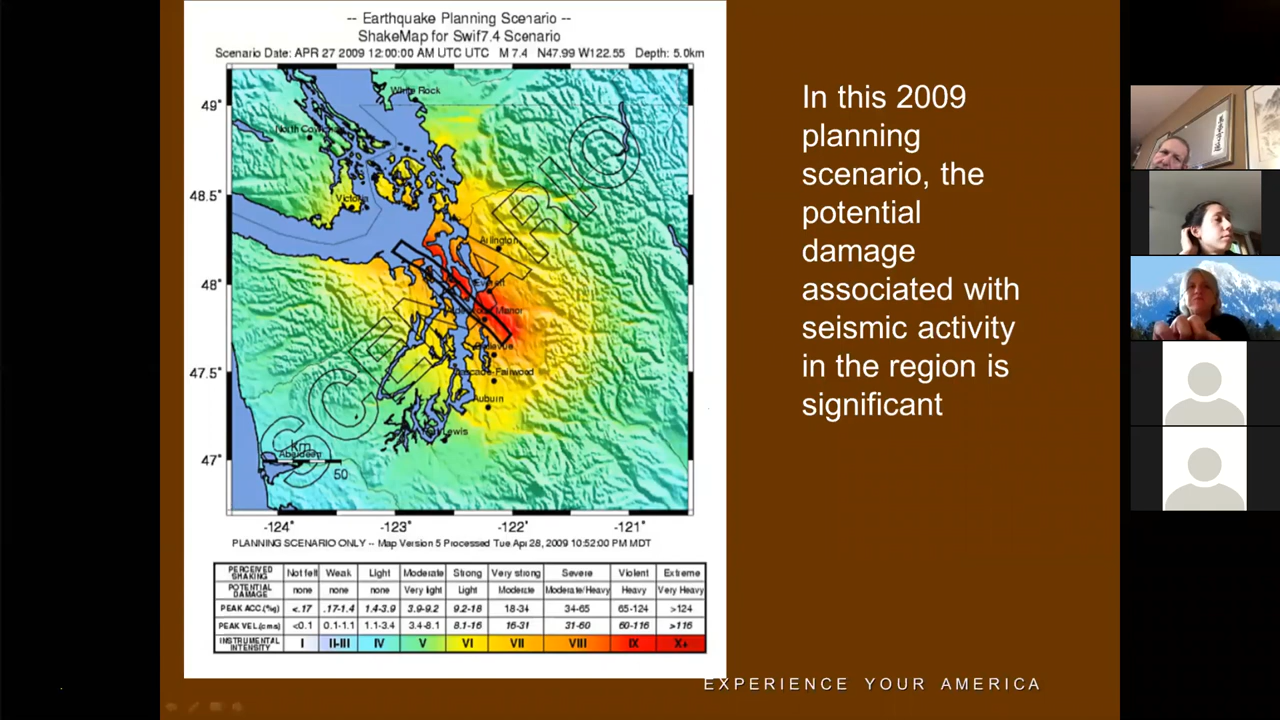 -- Earthquake Planning Scenario --
ShakeMap for Swif7.4 Scenario
Scenario Date: APR 27 2009 12:00:00 AM UTC UTC M 7.4 N47.99 W122.55 Depth: 5.0km
49°
48.5°
48°
47.5°
47°
White Rock
Victoria
Arlington
Everett
Bellevue
Auburn
Aberdeen
km
50
SCENARIO
-124°
-123°
-122°
-121°
PLANNING SCENARIO ONLY -- Map Version 5 Processed Tue Apr 28, 2009 10:52:00 PM MDT
PERCEIVED SHAKING Not felt Weak Light Moderate Strong Very strong Severe Violent Extreme
POTENTIAL DAMAGE none none none Very light Light Moderate Moderate/Heavy Heavy Very Heavy
PEAK ACC.(%g) <.17 .17-1.4 1.4-3.9 3.9-9.2 9.2-18 18-34 34-65 65-124 >124
PEAK VEL.(cm/s) <0.1 0.1-1.1 1.1-3.4 3.4-8.1 8.1-16 16-31 31-60 60-116 >116
INSTRUMENTAL INTENSITY I II-III IV V VI VII VIII IX X+
In this 2009
planning
scenario, the
potential
damage
associated with
seismic activity
in the region is
significant
EXPERIENCE YOUR AMERICA